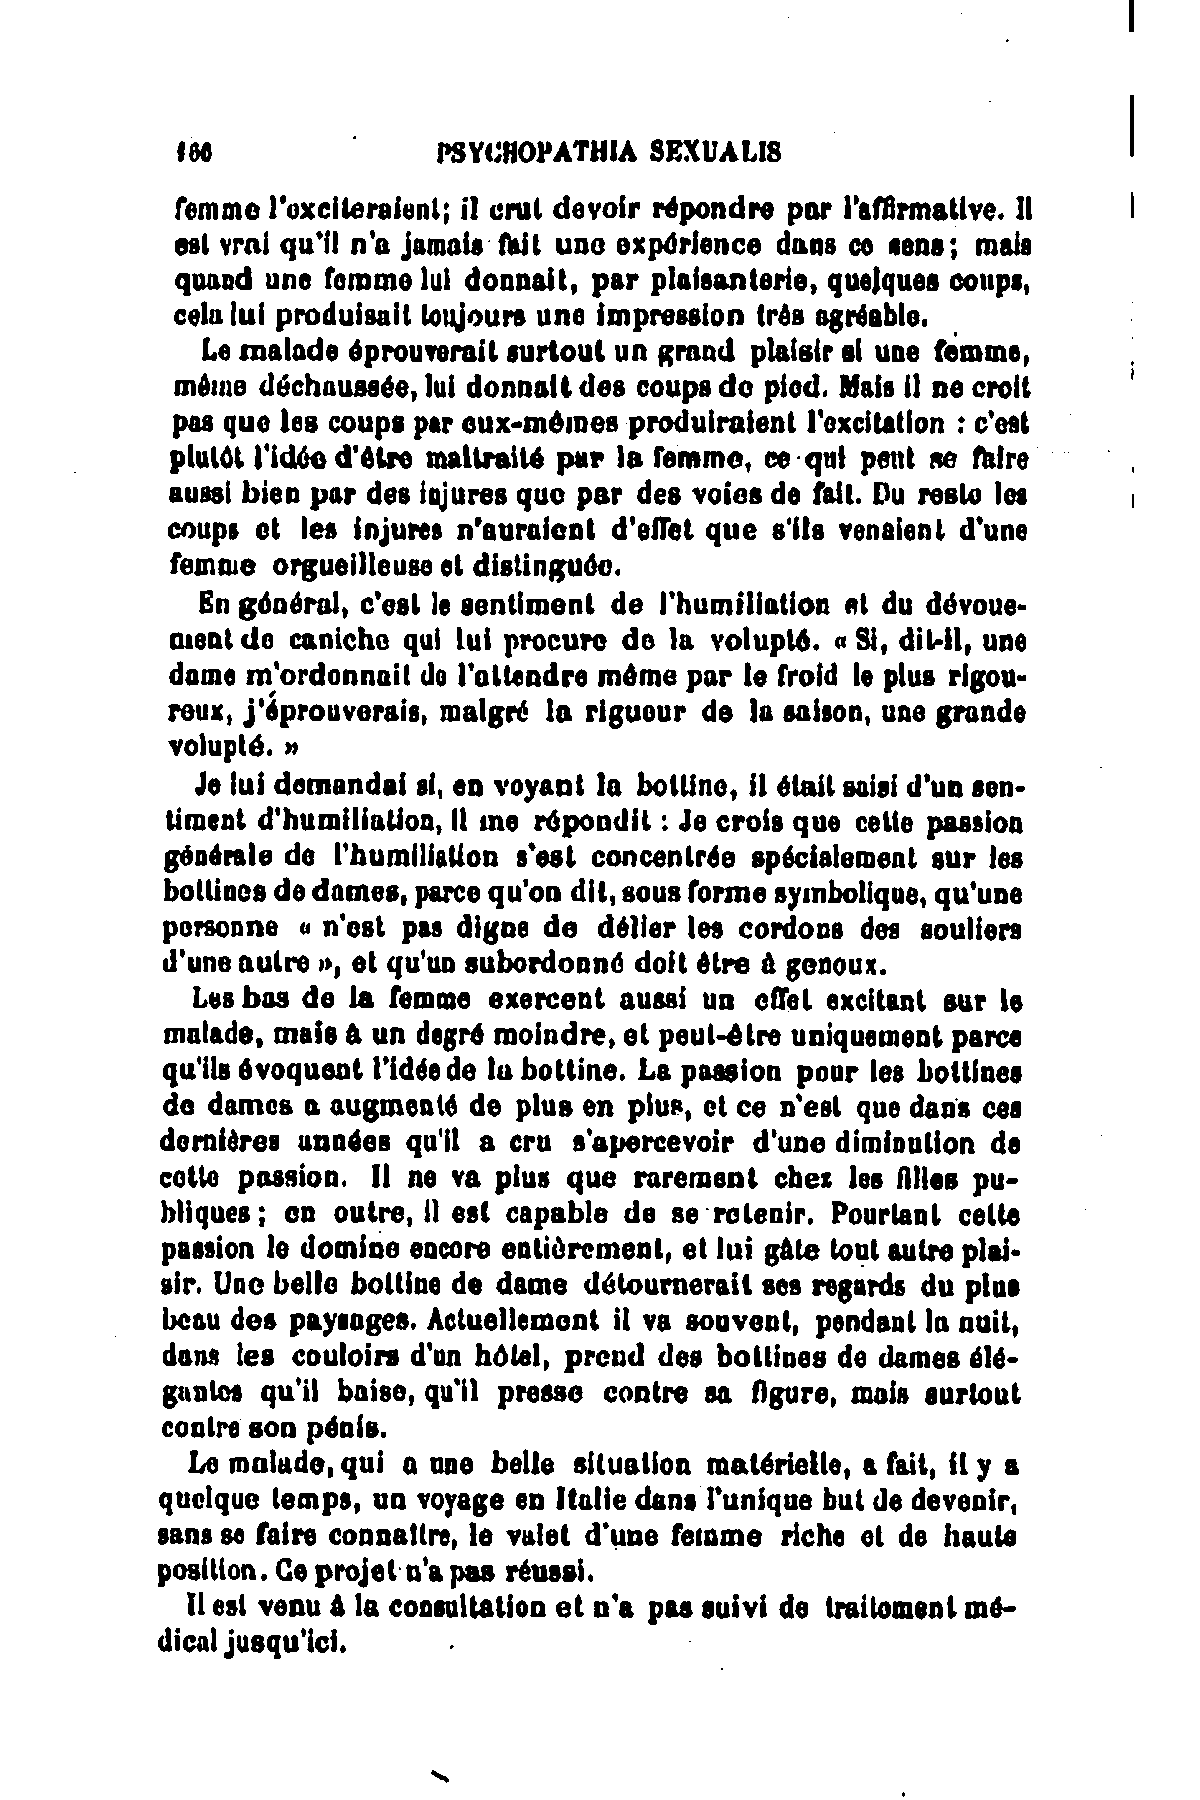 166 PSYCHOPATHIA SEXUALIS
femme l'exciteraient; il crut devoir répondre par l'affirmative. Il
est vrai qu'il n'a jamais fait une expérience dans ce sens; mais
quand une femme lui donnait, par plaisanterie, quelques coups,
cela lui produisait toujours une impression très agréable.
Le malade éprouverait surtout un grand plaisir si une femme,
même déchaussée, lui donnait des coups de pied. Mais il ne croit
pas que les coups par eux-mêmes produiraient l'excitation : c'est
plutôt l'idée d'être maltraité par la femme, ce qui peut se faire
aussi bien par des injures que par des voies de fait. Du reste les
coups et les injures n'auraient d'effet que s'ils venaient d'une
femme orgueilleuse et distinguée.
En général, c'est le sentiment de l'humiliation et du dévoue-
ment de caniche qui lui procure de la volupté. « Si, dit-il, une
dame m'ordonnait de l'attendre même par le froid le plus rigou-
reux, j'éprouverais, malgré la rigueur de la saison, une grande
volupté. »
Je lui demandai si, en voyant la bottine, il était saisi d'un sen-
timent d'humiliation, Il me répondit : Je crois que cette passion
générale de l'humiliation s'est concentrée spécialement sur les
bottines de dames, parce qu'on dit, sous forme symbolique, qu'une
personne « n'est pas digne de délier les cordons des souliers
d'une autre », et qu'un subordonné doit être à genoux.
Les bas de la femme exercent aussi un effet excitant sur le
malade, mais à un degré moindre, et peut-être uniquement parce
qu'ils évoquent l'idée de la bottine. La passion pour les bottines
de dames a augmenté de plus en plus, et ce n'est que dans ces
dernières années qu'il a cru s'apercevoir d'une diminution de
cette passion. Il ne va plus que rarement chez les filles pu-
bliques; en outre, il est capable de se retenir. Pourtant cette
passion le domine encore entièrement, et lui gâte tout autre plai-
sir. Une belle bottine de dame détournerait ses regards du plus
beau des paysages. Actuellement il va souvent, pendant la nuit,
dans les couloirs d'un hôtel, prend des bottines de dames élé-
gantes qu'il baise, qu'il presse contre sa figure, mais surtout
contre son pénis.
Le malade, qui a une belle situation matérielle, a fait, il y a
quelque temps, un voyage en Italie dans l'unique but de devenir,
sans se faire connaître, le valet d'une femme riche et de haute
position. Ce projet n'a pas réussi.
Il est venu à la consultation et n'a pas suivi de traitement mé-
dical jusqu'ici.